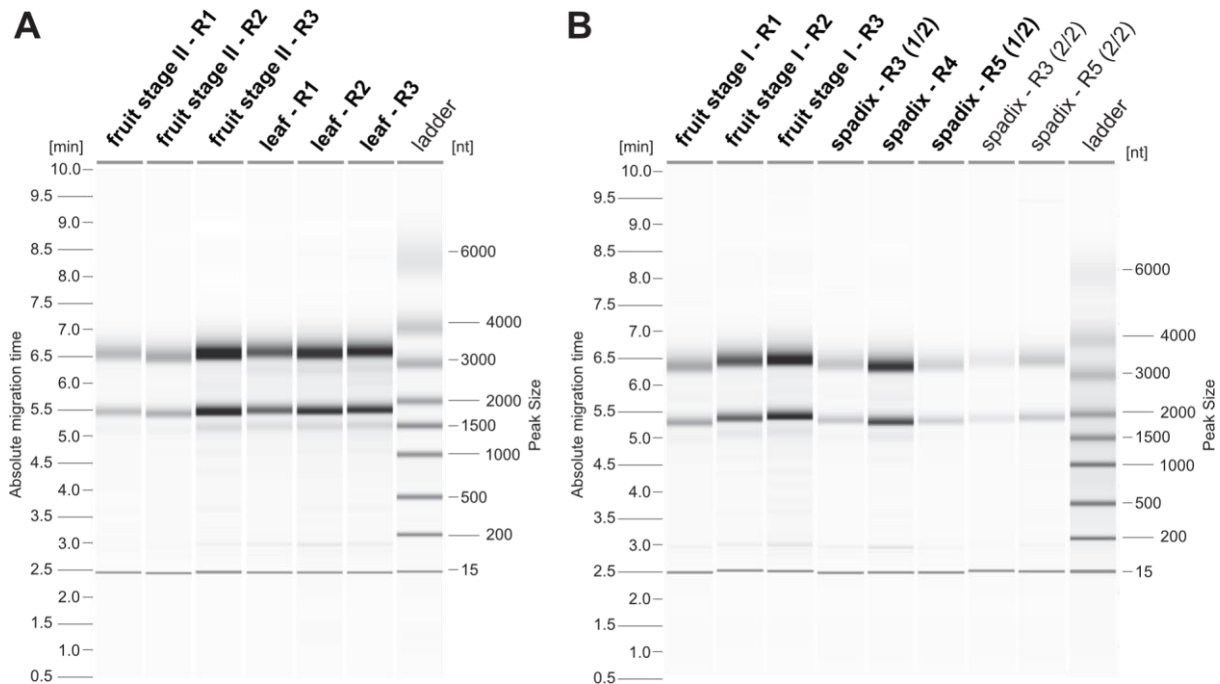 A
fruit stage II - R1
fruit stage II - R2
fruit stage II - R3
leaf - R1
leaf - R2
leaf - R3
ladder
[min]
[nt]
10.0
9.5
9.0
8.5
8.0
7.5
7.0
6.5
6.0
5.5
5.0
4.5
4.0
3.5
3.0
2.5
2.0
1.5
1.0
0.5
Absolute migration time
6000
4000
3000
2000
1500
1000
500
200
15
Peak Size
B
fruit stage I - R1
fruit stage I - R2
fruit stage I - R3
spadix - R3 (1/2)
spadix - R4
spadix - R5 (1/2)
spadix - R3 (2/2)
spadix - R5 (2/2)
ladder
[min]
[nt]
10.0
9.5
9.0
8.5
8.0
7.5
7.0
6.5
6.0
5.5
5.0
4.5
4.0
3.5
3.0
2.5
2.0
1.5
1.0
0.5
Absolute migration time
6000
4000
3000
2000
1500
1000
500
200
15
Peak Size